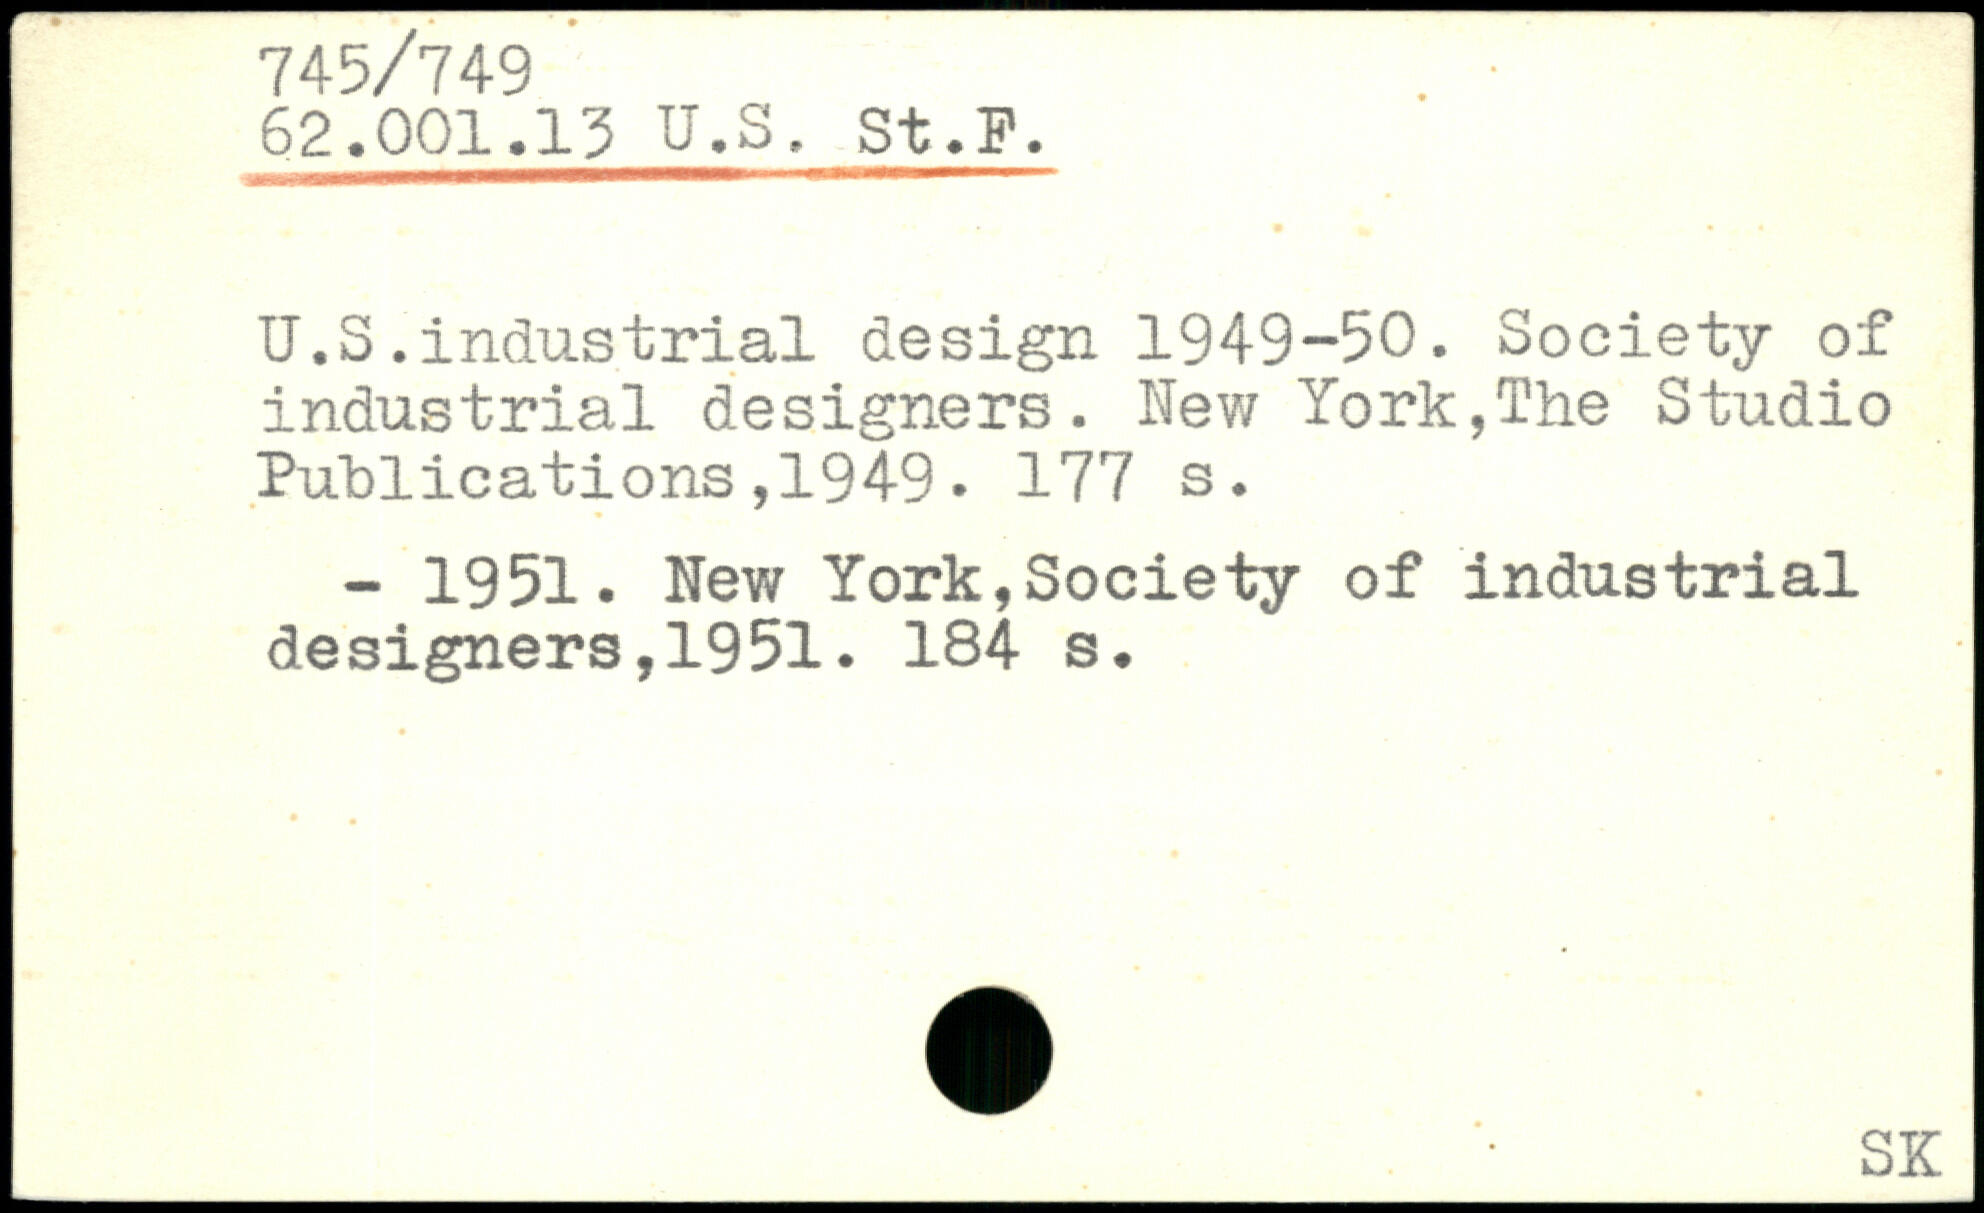 745/749
62.001.13 U.S. St.F.
U.S.industrial design 1949-50. Society of
industrial designers. New York,The Studio
Publications,1949. 177 s.
- 1951. New York,Society of industrial
designers,1951. 184 s.
SK